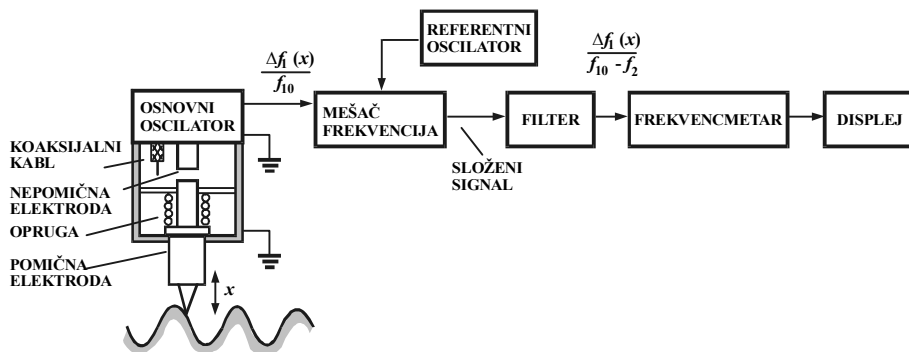 REFERENTNI
OSCILATOR
Δf₁ (x)
f₁₀
Δf₁ (x)
f₁₀ - f₂
OSNOVNI
OSCILATOR
MEŠAČ
FREKVENCIJA
FILTER
FREKVENCMETAR
DISPLEJ
SLOŽENI
SIGNAL
KOAKSIJALNI
KABL
NEPOMIČNA
ELEKTRODA
OPRUGA
POMIČNA
ELEKTRODA
x